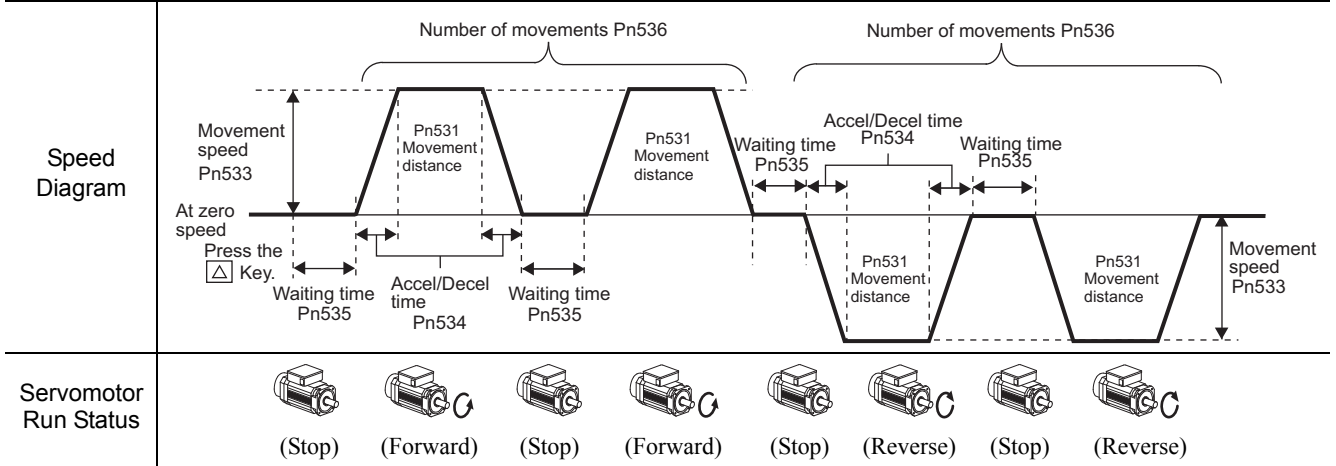 Speed
Diagram
Number of movements Pn536
Number of movements Pn536
Movement
speed
Pn533
Pn531
Movement
distance
Pn531
Movement
distance
Waiting time
Pn535
Accel/Decel time
Pn534
Waiting time
Pn535
At zero
speed
Press the
△ Key.
Waiting time
Pn535
Accel/Decel
time
Pn534
Waiting time
Pn535
Pn531
Movement
distance
Pn531
Movement
distance
Movement
speed
Pn533
Servomotor
Run Status
(Stop) (Forward) (Stop) (Forward) (Stop) (Reverse) (Stop) (Reverse)